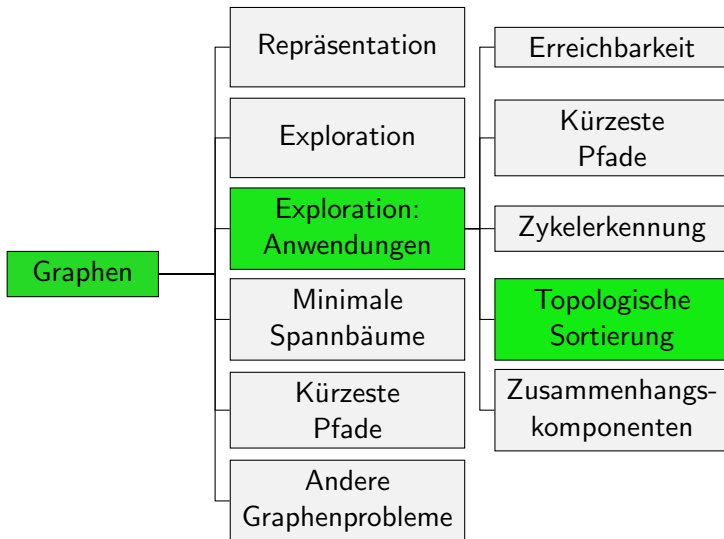 Graphen
Repräsentation
Exploration
Exploration:
Anwendungen
Minimale
Spannbäume
Kürzeste
Pfade
Andere
Graphenprobleme
Erreichbarkeit
Kürzeste
Pfade
Zykelerkennung
Topologische
Sortierung
Zusammenhangs-
komponenten